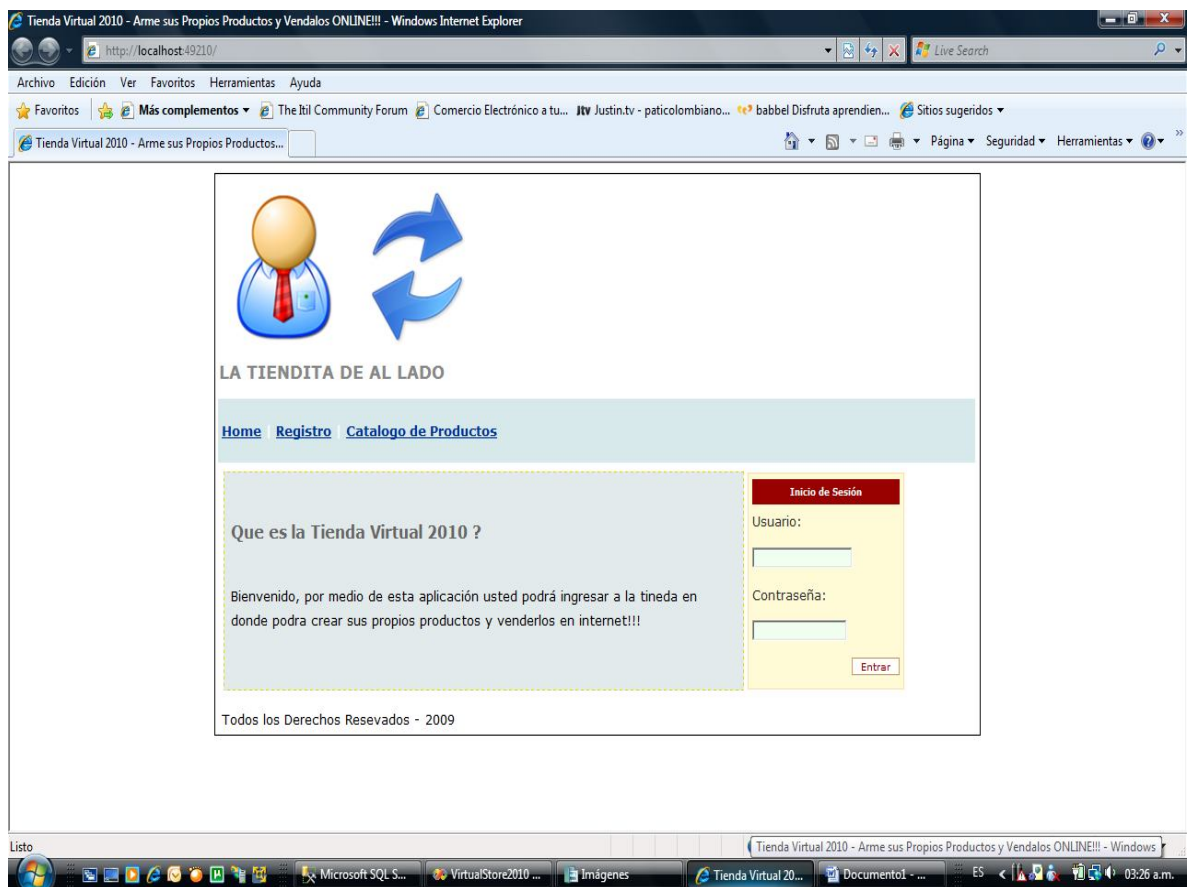 Tienda Virtual 2010 - Arme sus Propios Productos y Vendalos ONLINE!!! - Windows Internet Explorer
http://localhost:49210/
Live Search
Archivo Edición Ver Favoritos Herramientas Ayuda
Favoritos Más complementos The Itil Community Forum Comercio Electrónico a tu... Jtv Justin.tv - paticolombiano... babbel Disfruta aprendien... Sitios sugeridos
Tienda Virtual 2010 - Arme sus Propios Productos...
Página Seguridad Herramientas
LA TIENDITA DE AL LADO
Home | Registro | Catalogo de Productos
Que es la Tienda Virtual 2010 ?
Bienvenido, por medio de esta aplicación usted podrá ingresar a la tineda en
donde podra crear sus propios productos y venderlos en internet!!!
Inicio de Sesión
Usuario:
Contraseña:
Entrar
Todos los Derechos Resevados - 2009
Listo
Tienda Virtual 2010 - Arme sus Propios Productos y Vendalos ONLINE!!! - Windows
Microsoft SQL S... VirtualStore2010 ... Imágenes Tienda Virtual 20... Documento1 - ... ES 03:26 a.m.